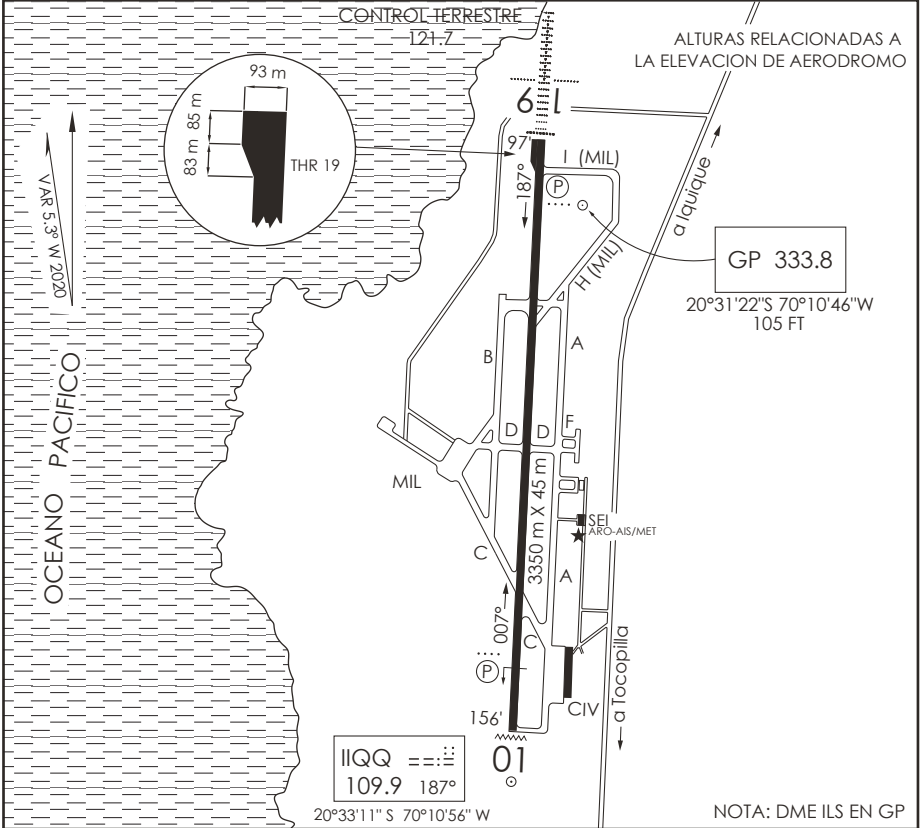 CONTROL TERRESTRE
121.7
ALTURAS RELACIONADAS A
LA ELEVACION DE AERODROMO
93 m
85 m
83 m
THR 19
VAR 5.3° W 2020
19
97'
187°
I (MIL)
P
H (MIL)
a Iquique
GP 333.8
20°31'22"S 70°10'46"W
105 FT
OCEANO PACIFICO
B
A
D
D
F
MIL
3350 m X 45 m
SEI
ARO-AIS/MET
C
A
007°
C
P
156'
CIV
a Tocopilla
01
IIQQ
109.9 187°
20°33'11" S 70°10'56" W
NOTA: DME ILS EN GP